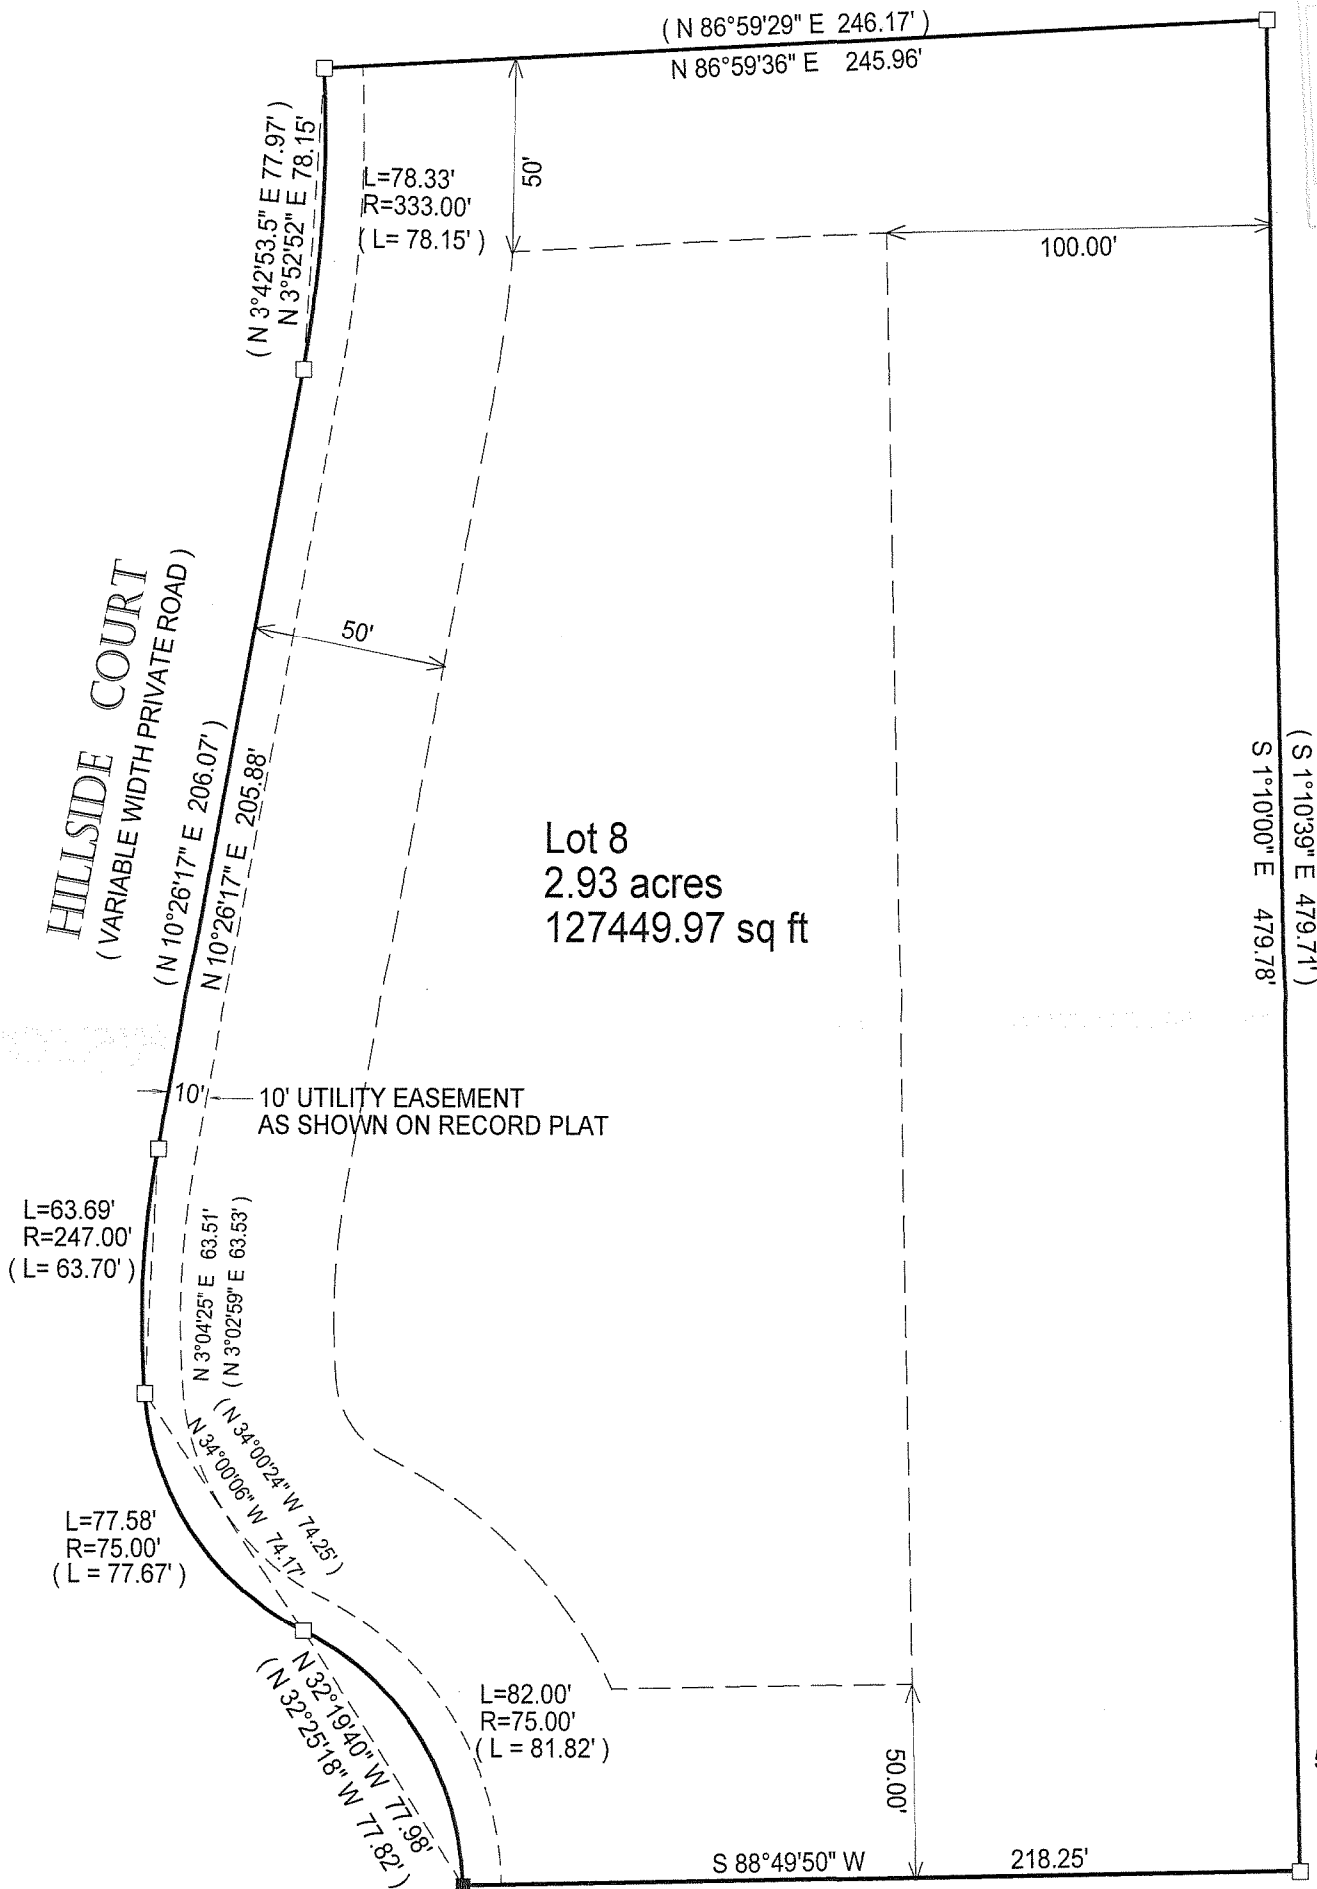 ( N 86°59'29" E 246.17' )
N 86°59'36" E 245.96'
( N 3°42'53.5" E 77.97' )
N 3°52'52" E 78.15'
L=78.33'
R=333.00'
( L= 78.15' )
50'
100.00'
HILLSIDE COURT
( VARIABLE WIDTH PRIVATE ROAD )
50'
( N 10°26'17" E 206.07' )
N 10°26'17" E 205.88'
Lot 8
2.93 acres
127449.97 sq ft
( S 1°10'39" E 479.71' )
S 1°10'00" E 479.78'
10'
10' UTILITY EASEMENT
AS SHOWN ON RECORD PLAT
L=63.69'
R=247.00'
( L= 63.70' )
N 3°04'25" E 63.51'
( N 3°02'59" E 63.53' )
( N 34°00'24" W 74.25' )
N 34°00'06" W 74.17'
L=77.58'
R=75.00'
( L = 77.67' )
N 32°19'40" W 77.98'
( N 32°25'18" W 77.82' )
L=82.00'
R=75.00'
( L = 81.82' )
50.00'
S 88°49'50" W 218.25'